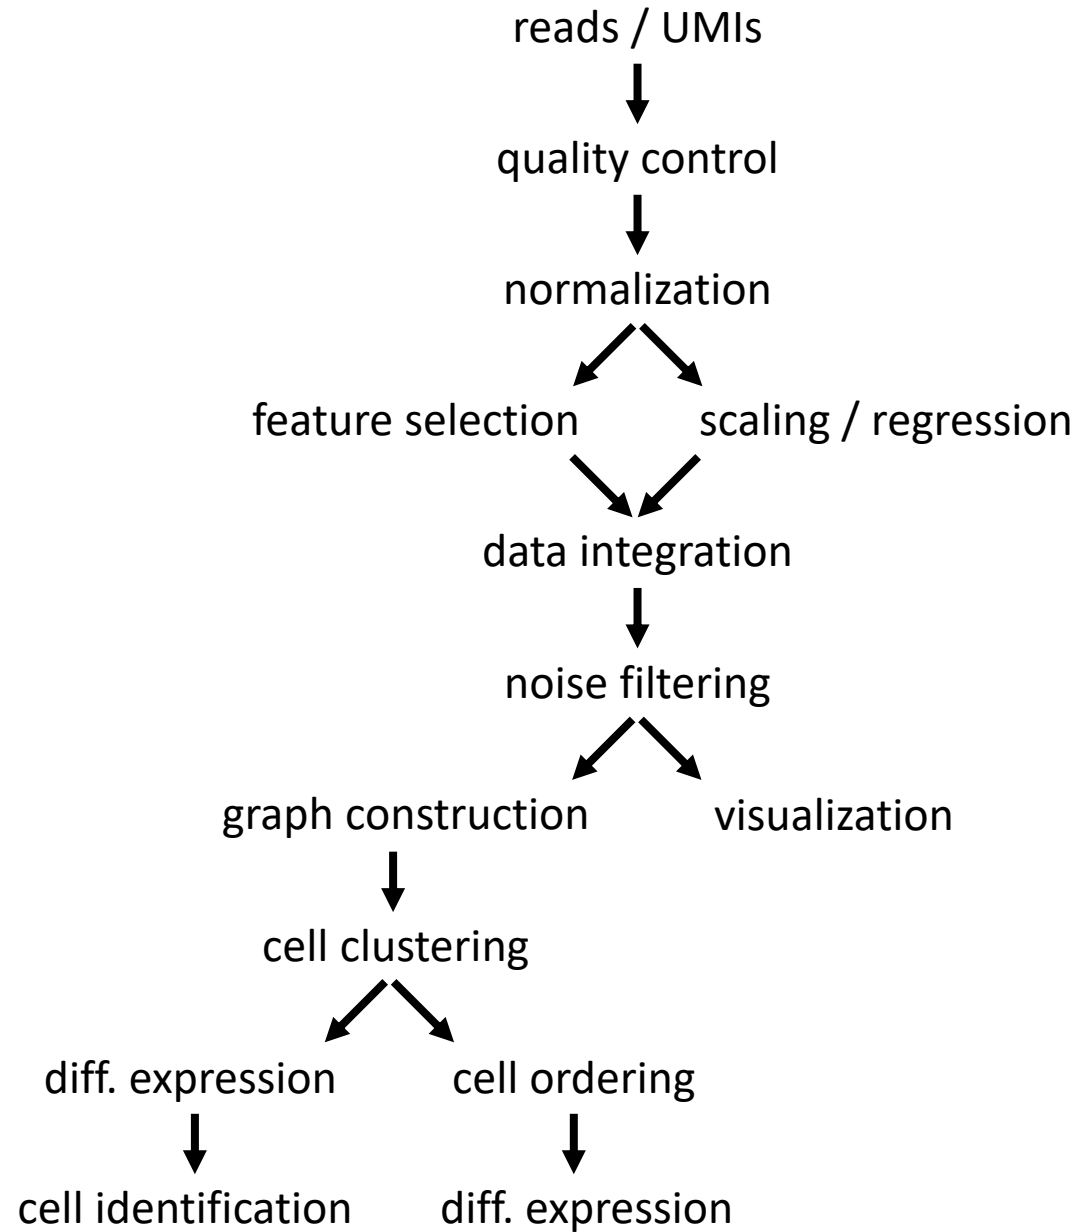 reads / UMIs
quality control
normalization
feature selection
scaling / regression
data integration
noise filtering
graph construction
visualization
cell clustering
diff. expression
cell ordering
cell identification
diff. expression